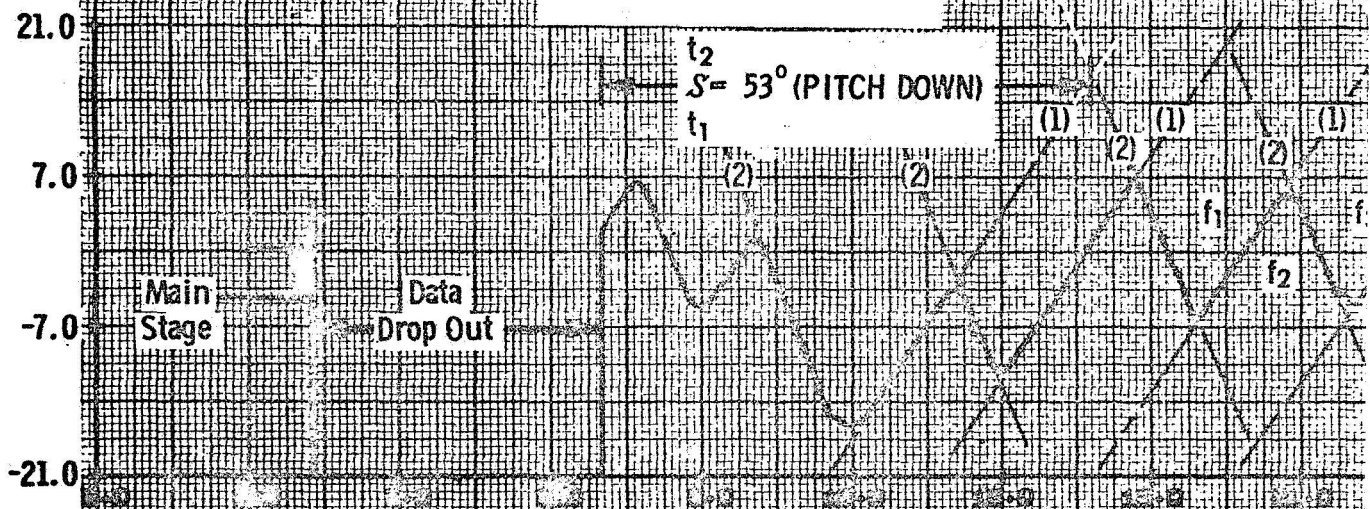 21.0
t2
S= 53° (PITCH DOWN)
t1
(1)
(2)
(1)
(2)
(1)
7.0
(2)
(2)
f1
f
f2
Main
Stage
Data
Drop Out
-7.0
-21.0